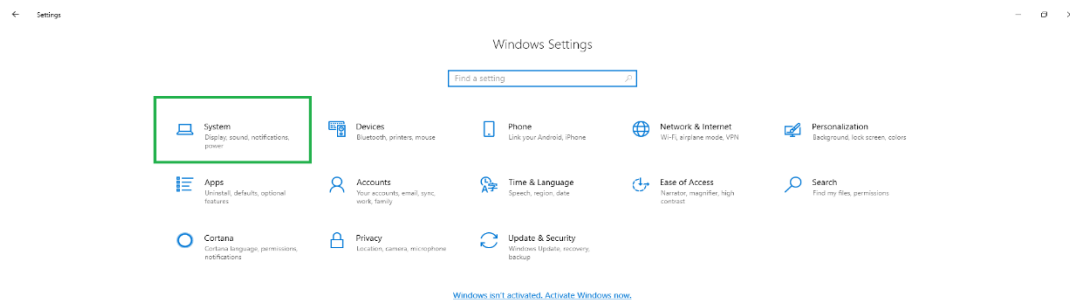 Settings
Windows Settings
Find a setting
System
Display, sound, notifications,
power
Devices
Bluetooth, printers, mouse
Phone
Link your Android, iPhone
Network & Internet
Wi-Fi, airplane mode, VPN
Personalization
Background, lock screen, colors
Apps
Uninstall, defaults, optional
features
Accounts
Your accounts, email, sync,
work, family
Time & Language
Speech, region, date
Ease of Access
Narrator, magnifier, high
contrast
Search
Find my files, permissions
Cortana
Cortana language, permissions,
notifications
Privacy
Location, camera, microphone
Update & Security
Windows Update, recovery,
backup
Windows isn't activated. Activate Windows now.